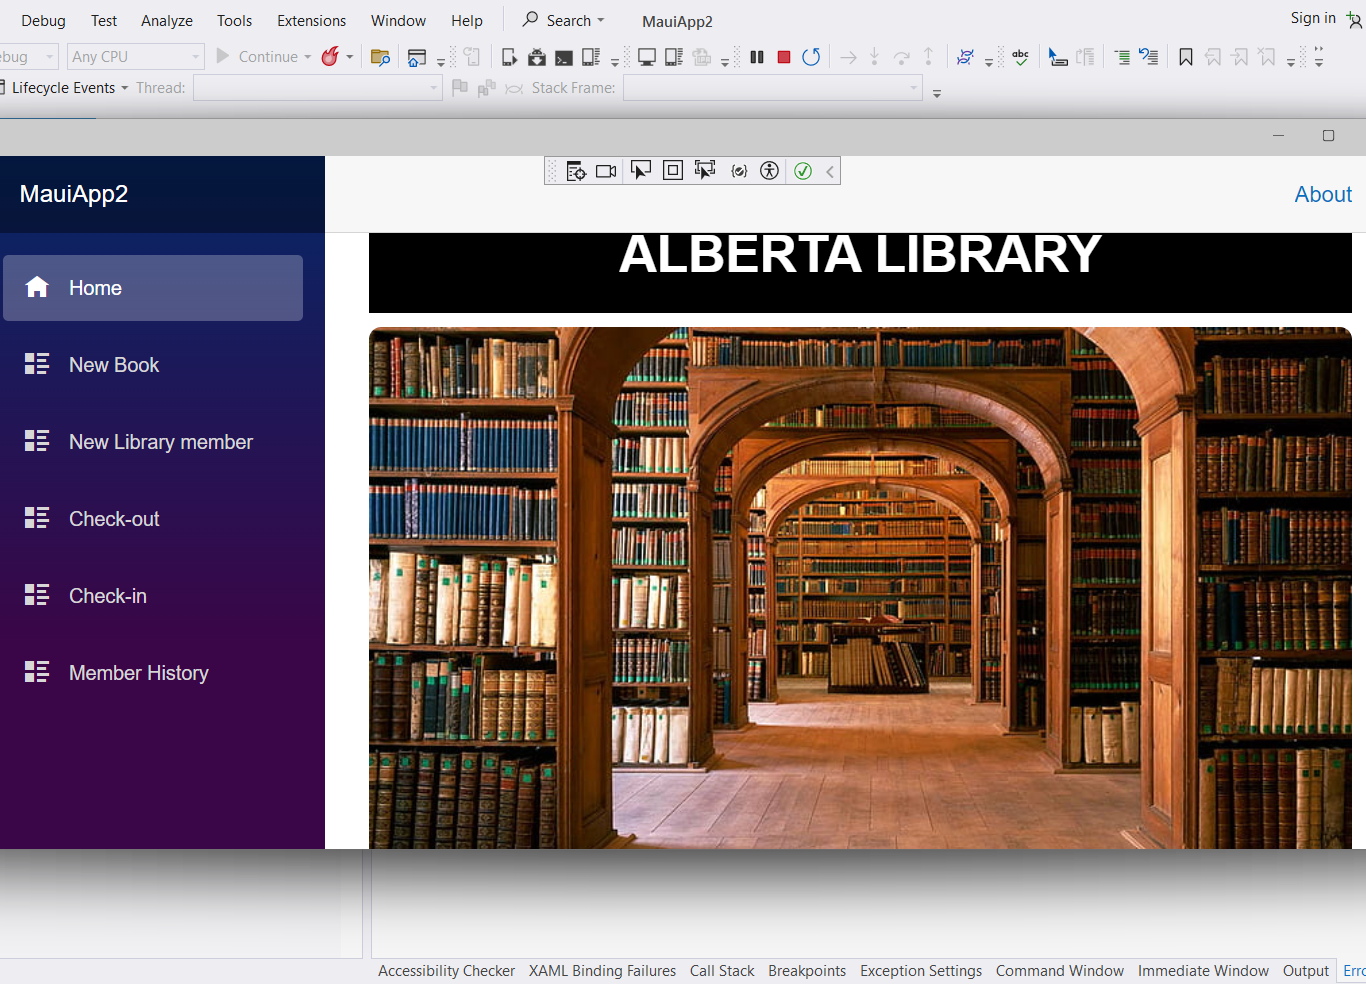 Debug Test Analyze Tools Extensions Window Help Search MauiApp2 Sign in
ebug Any CPU Continue abc
Lifecycle Events Thread: Stack Frame:
MauiApp2
About
ALBERTA LIBRARY
Home
New Book
New Library member
Check-out
Check-in
Member History
Accessibility Checker XAML Binding Failures Call Stack Breakpoints Exception Settings Command Window Immediate Window Output Erro